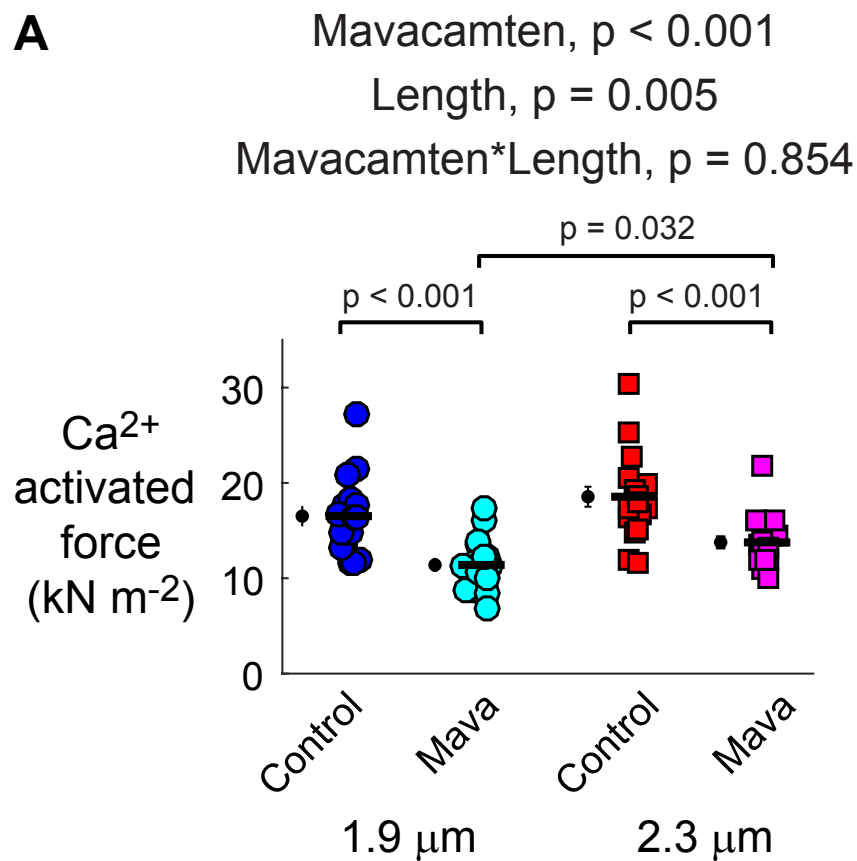 A
Mavacamten, p < 0.001
Length, p = 0.005
Mavacamten*Length, p = 0.854
p = 0.032
p < 0.001
p < 0.001
Ca2+
activated
force
(kN m-2)
30
20
10
0
Control
Mava
Control
Mava
1.9 μm
2.3 μm